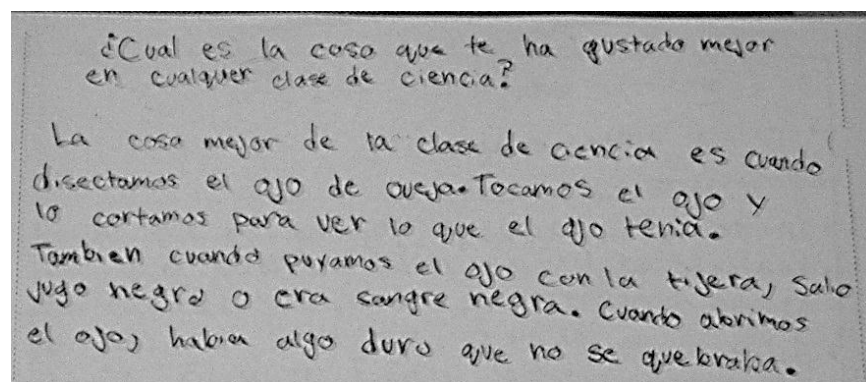 ¿Cual es la cosa que te ha gustado mejor
en cualquer clase de ciencia?
La cosa mejor de la clase de ciencia es cuando
disectamos el ojo de oveja. Tocamos el ojo y
lo cortamos para ver lo que el ojo tenia.
Tambien cuando puyamos el ojo con la tijera, salio
jugo negro o era sangre negra. Cuando abrimos
el ojo, habia algo duro que no se quebraba.